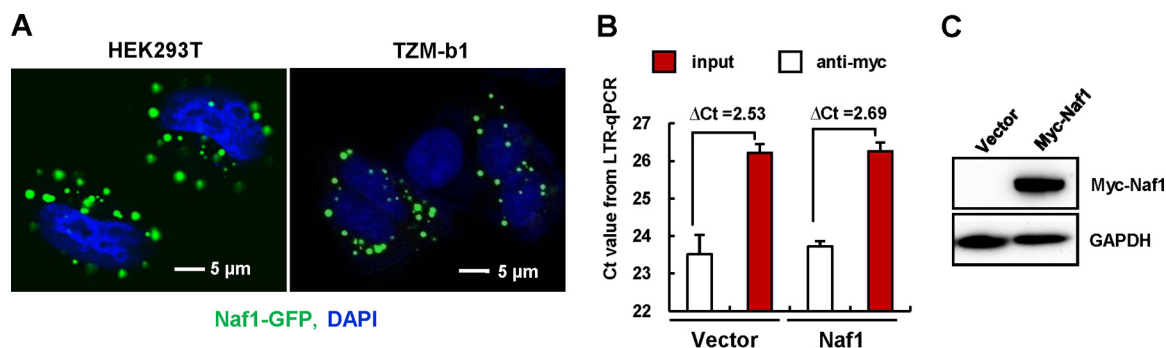 A
HEK293T
TZM-b1
5 µm
5 µm
Naf1-GFP, DAPI
B
input
anti-myc
ΔCt =2.53
ΔCt =2.69
Ct value from LTR-qPCR
27
26
25
24
23
22
Vector
Naf1
C
Vector
Myc-Naf1
Myc-Naf1
GAPDH